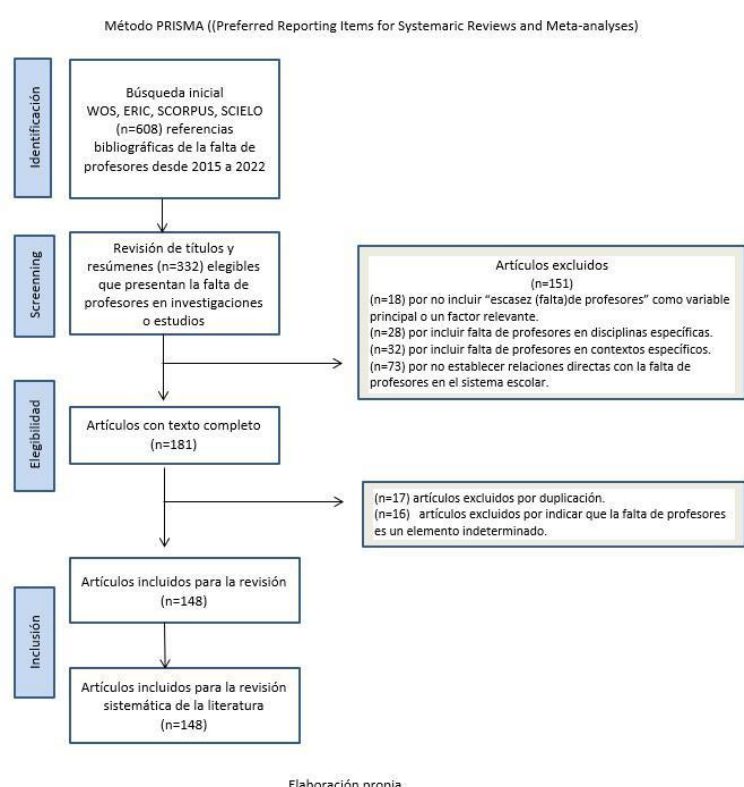 Método PRISMA ((Preferred Reporting Items for Systemaric Reviews and Meta-analyses)
Identificación
Búsqueda inicial
WOS, ERIC, SCORPUS, SCIELO
(n=608) referencias
bibliográficas de la falta de
profesores desde 2015 a 2022
Screenning
Revisión de títulos y
resúmenes (n=332) elegibles
que presentan la falta de
profesores en investigaciones
o estudios
Artículos excluidos
(n=151)
(n=18) por no incluir “escasez (falta)de profesores” como variable
principal o un factor relevante.
(n=28) por incluir falta de profesores en disciplinas específicas.
(n=32) por incluir falta de profesores en contextos específicos.
(n=73) por no establecer relaciones directas con la falta de
profesores en el sistema escolar.
Elegibilidad
Artículos con texto completo
(n=181)
(n=17) artículos excluidos por duplicación.
(n=16) artículos excluidos por indicar que la falta de profesores
es un elemento indeterminado.
Inclusión
Artículos incluidos para la revisión
(n=148)
Artículos incluidos para la revisión
sistemática de la literatura
(n=148)
Elaboración propia